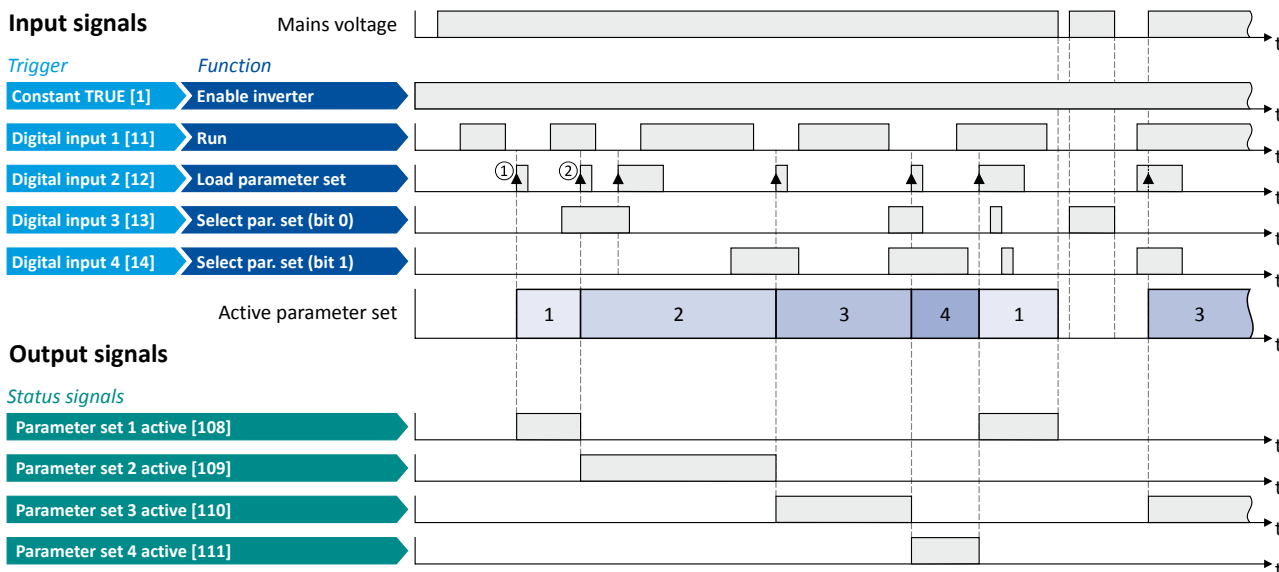 Input signals
Mains voltage
t
Trigger Function
Constant TRUE [1] Enable inverter
t
Digital input 1 [11] Run
t
Digital input 2 [12] Load parameter set
1 2
t
Digital input 3 [13] Select par. set (bit 0)
t
Digital input 4 [14] Select par. set (bit 1)
t
Active parameter set
1 2 3 4 1 3
t
Output signals
Status signals
Parameter set 1 active [108]
t
Parameter set 2 active [109]
t
Parameter set 3 active [110]
t
Parameter set 4 active [111]
t